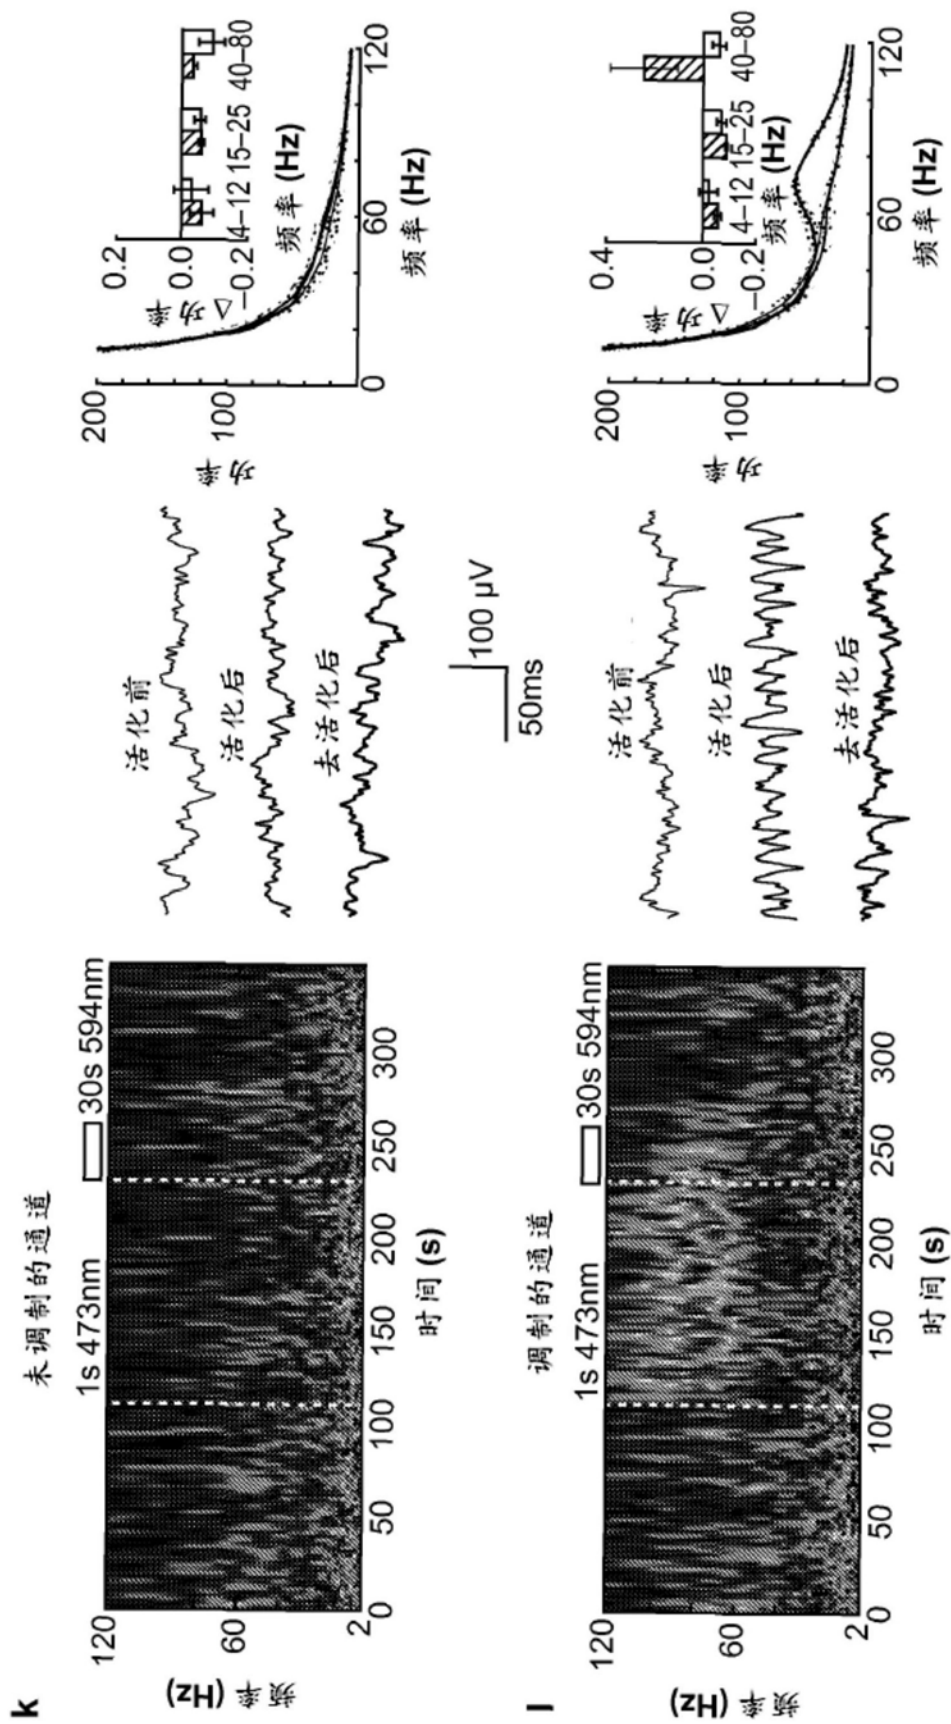 k
未调制的通道
1s 473nm
30s 594nm
频率 (Hz)
120
60
2
0
50
100
150
200
250
300
时间 (s)
活化前
活化后
去活化后
100 μV
50ms
功率
200
100
0
60
120
频率 (Hz)
Δ
功率
0.2
0.0
−0.2
4–12 15–25 40–80
频率 (Hz)
l
调制的通道
1s 473nm
30s 594nm
频率 (Hz)
120
60
2
0
50
100
150
200
250
300
时间 (s)
活化前
活化后
去活化后
功率
200
100
0
60
120
频率 (Hz)
Δ
功率
0.4
0.0
−0.2
4–12 15–25 40–80
频率 (Hz)